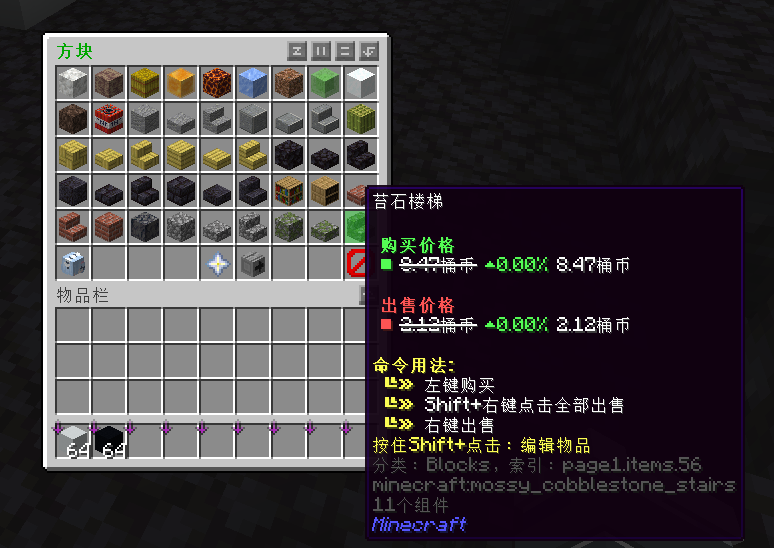 方块
物品栏
64
64
苔石楼梯
购买价格
8.47桶币 ▲0.00% 8.47桶币
出售价格
2.12桶币 ▲0.00% 2.12桶币
命令用法:
左键购买
Shift+右键点击全部出售
右键出售
按住Shift+点击：编辑物品
分类：Blocks，索引：page1.items.56
minecraft:mossy_cobblestone_stairs
11个组件
Minecraft